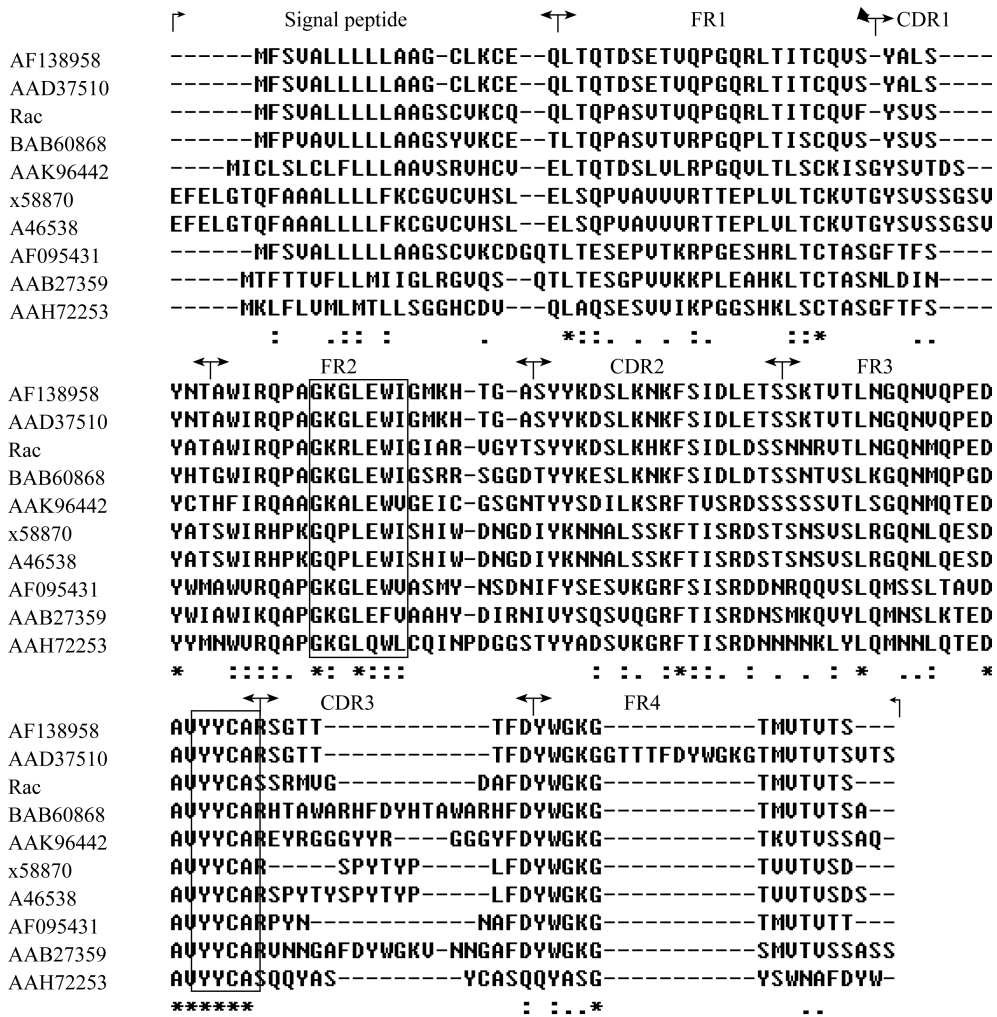 Signal peptide FR1 CDR1
AF138958 ------MFSVALLLLLAAG-CLKCE--QLTQTDSETVQPGQRLTITCQVS-YALS----
AAD37510 ------MFSVALLLLLAAG-CLKCE--QLTQTDSETVQPGQRLTITCQVS-YALS----
Rac ------MFSVALLLLLAAGSCVKCQ--QLTQPASVTVQPGQRLTITCQVF-YSVS----
BAB60868 ------MFPVAVLLLLAAGSYVKCE--TLTQPASVTVRPGQPLTISCQVS-YSVS----
AAK96442 ----MICLSLCLFLLLAAVSRVHCV--ELTQTDSLVLRPGQVLTLSCKISGYSVTDS--
x58870 EFELGTQFAAALLLLFKCGVCVHSL-ELSQPVAVVVRTTEPLVLTCKVTGYSVSSGSV
A46538 EFELGTQFAAALLLLFKCGVCVHSL-ELSQPVAVVVRTTEPLVLTCKVTGYSVSSGSV
AF095431 ------MFSVALLLLLAAGSCVKCDGQTLTESEPVTKRPGESHRLTCTASGFTFS----
AAB27359 -----MTFTTVFLLMIIGLRGVQS-QTLTESGPVVKKPLEAHKLTCTASNLDIN----
AAH72253 -----MKLFLVMLMTLLSGGHCDV---QLAQSESVVIKPGGSHKLSCTASGFTFS----
: .:: : . *:: . . : . ::*
FR2 CDR2 FR3
AF138958 YNTAWIRQPAGKGLEWIGMKH-TG-ASYYKDSLKNKFSIDLETSSKTVTLNGQNVQPED
AAD37510 YNTAWIRQPAGKGLEWIGMKH-TG-ASYYKDSLKNKFSIDLETSSKTVTLNGQNVQPED
Rac YATAWIRQPAGKRLEWIGIAR-VGYTSYYKDSLKHKFSIDLDSSNNRVTLNGQNMQPED
BAB60868 YHTGWIRQPAGKGLEWIGSRR-SGGDTYYKESLKNKFSIDLDTSSNTVSLKGQNMQPGD
AAK96442 YCTHFIRQAAGKALEWVGEIC-GSGNTYYSDILKSRFTVSRDSSSSSVTLSGQNMQTED
x58870 YATSWIRHPKGQPLEWISHIW-DNGDIYKNNALSSKFTISRDTSSNSVSLRGQNLQESD
A46538 YATSWIRHPKGQPLEWISHIW-DNGDIYKNNALSSKFTISRDTSSNSVSLRGQNLQESD
AF095431 YWMAWVRQAPGKGLEWVASMY-NSDNIFYSESVKGRFSISRDDNRQQVSLQMSSLTAVD
AAB27359 YWIAWIKQAPGKGLEFVAAHY-DIRNIVYSQSVQGRFTISRDNSMKQVYLQMNSLKTED
AAH72253 YYMNWVRQAPGKGLQWLCQINPDGGSTYYADSVKGRFTISRDNNNNKLYLQMNNLQTED
* :::: *: *::: : :. *::. : . : * ..: *
CDR3 FR4
AF138958 AVYYCARSGTT------------TFDYWGKG-----------TMVTVTS---
AAD37510 AVYYCARSGTT------------TFDYWGKGGTTTFDYWGKGTMVTVTSVTS
Rac AVYYCASSRMVG----------DAFDYWGKG-----------TMVTVTS---
BAB60868 AVYYCARHTAWARHFDYHTAWARHFDYWGKG-----------TMVTVTSA--
AAK96442 AVYYCAREYRGGGYYR----GGGYFDYWGKG-----------TKVTVSSAQ-
x58870 AVYYCAR-----SPYTYP-----LFDYWGKG-----------TVVTVSD---
A46538 AVYYCARSPYTYSPYTYP-----LFDYWGKG-----------TVVTVSDS--
AF095431 AVYYCARPYN------------NAFDYWGKG-----------TMVTVTT---
AAB27359 AVYYCARVNNGAFDYWGKV-NNGAFDYWGKG-----------SMVTVSSASS
AAH72253 AVYYCASQQYAS---------YCASQQYASG-----------YSWNAFDYW-
****** : :..* ..